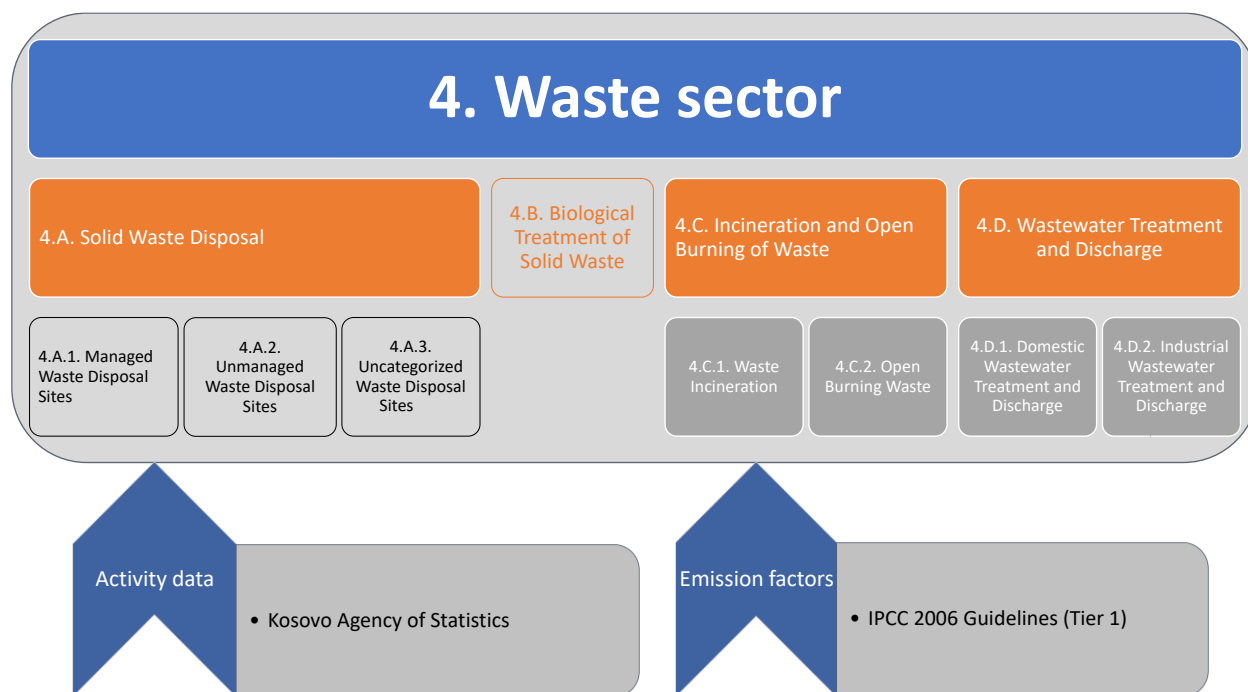 4. Waste sector
4.A. Solid Waste Disposal
4.B. Biological
Treatment of
Solid Waste
4.C. Incineration and Open
Burning of Waste
4.D. Wastewater Treatment
and Discharge
4.A.1. Managed
Waste Disposal
Sites
4.A.2.
Unmanaged
Waste Disposal
Sites
4.A.3.
Uncategorized
Waste Disposal
Sites
4.C.1. Waste
Incineration
4.C.2. Open
Burning Waste
4.D.1. Domestic
Wastewater
Treatment and
Discharge
4.D.2. Industrial
Wastewater
Treatment and
Discharge
Activity data
• Kosovo Agency of Statistics
Emission factors
• IPCC 2006 Guidelines (Tier 1)